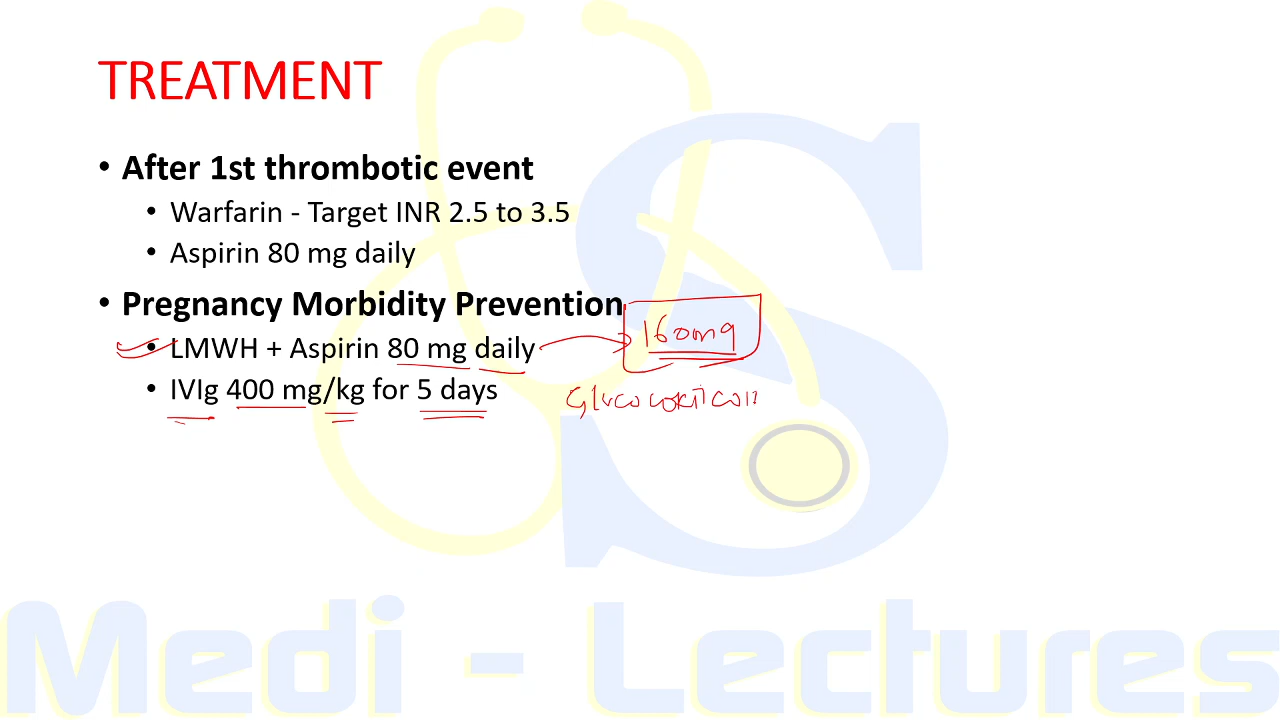 TREATMENT
• After 1st thrombotic event
• Warfarin - Target INR 2.5 to 3.5
• Aspirin 80 mg daily
• Pregnancy Morbidity Prevention
• LMWH + Aspirin 80 mg daily
160mg
• IVIg 400 mg/kg for 5 days
Medi - Lectures